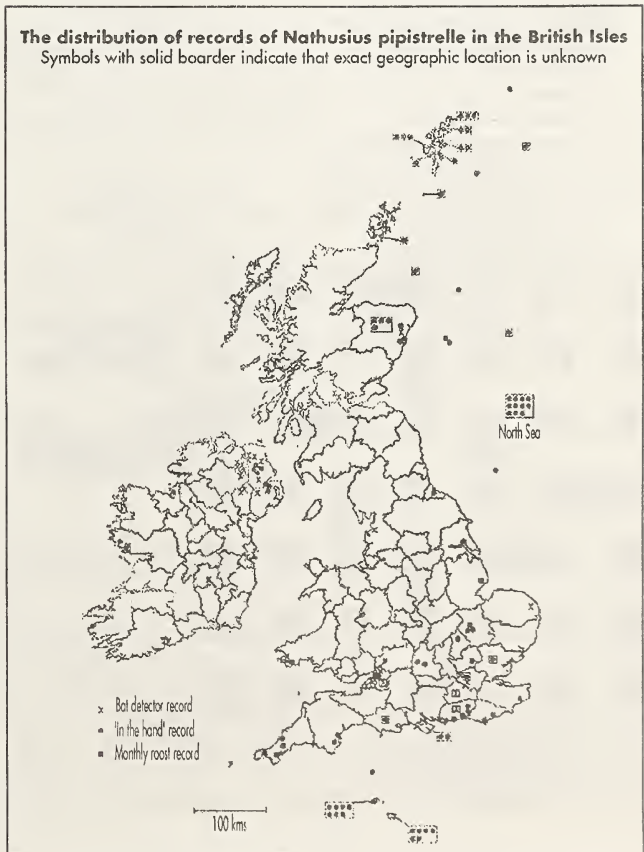 The distribution of records of Nathusius pipistrelle in the British Isles
Symbols with solid boarder indicate that exact geographic location is unknown
North Sea
Bat detector record
'In the hand' record
Monthly roost record
100 kms